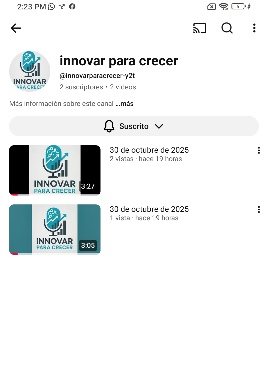 2:23 PM
innovar para crecer
@innovarparacrecer-y2t
2 suscriptores • 2 videos
Más información sobre este canal ...más
Suscrito
INNOVAR
PARA CRECER
3:27
30 de octubre de 2025
2 vistas · hace 19 horas
INNOVAR
PARA CRECER
3:05
30 de octubre de 2025
1 vista · hace 19 horas